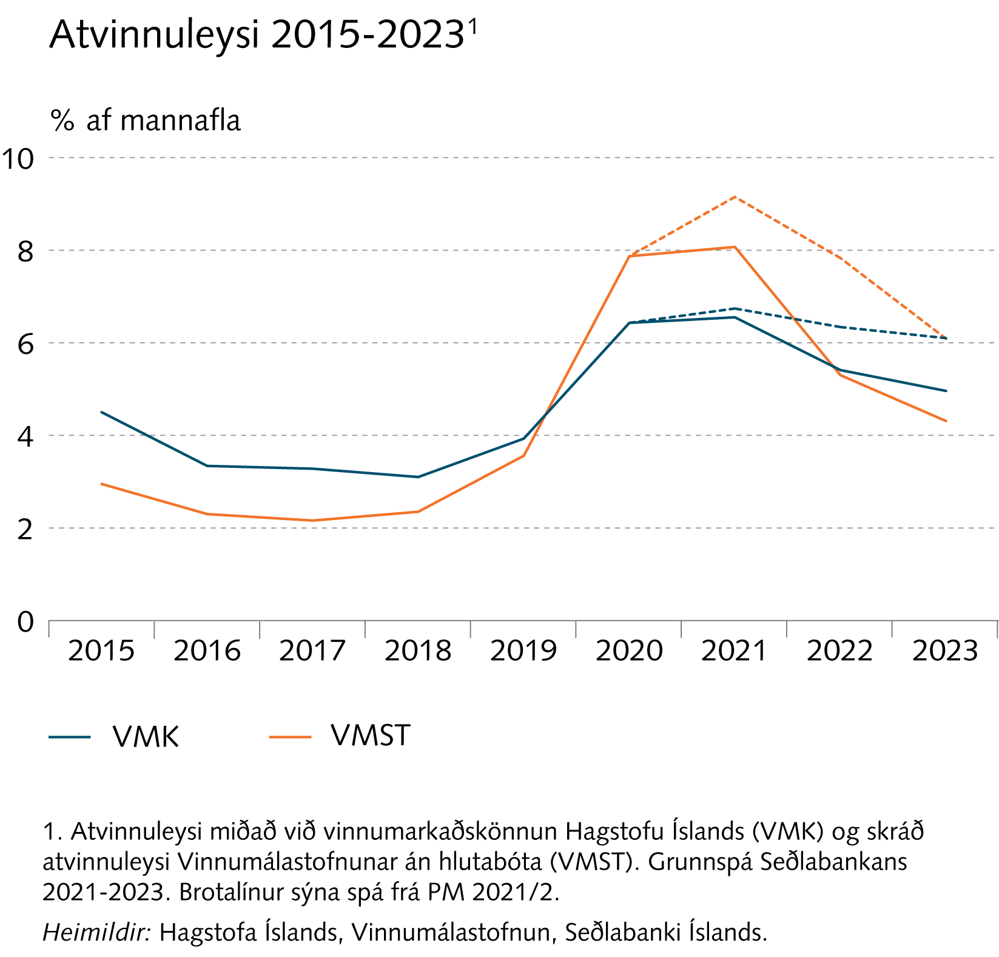 Atvinnuleysi 2015-2023¹
% af mannafla
10
8
6
4
2
0
2015 2016 2017 2018 2019 2020 2021 2022 2023
VMK VMST
1. Atvinnuleysi miðað við vinnumarkaðskönnun Hagstofu Íslands (VMK) og skráð
atvinnuleysi Vinnumálastofnunar án hlutabóta (VMST). Grunnspá Seðlabankans
2021-2023. Brotalínur sýna spá frá PM 2021/2.
Heimildir: Hagstofa Íslands, Vinnumálastofnun, Seðlabanki Íslands.